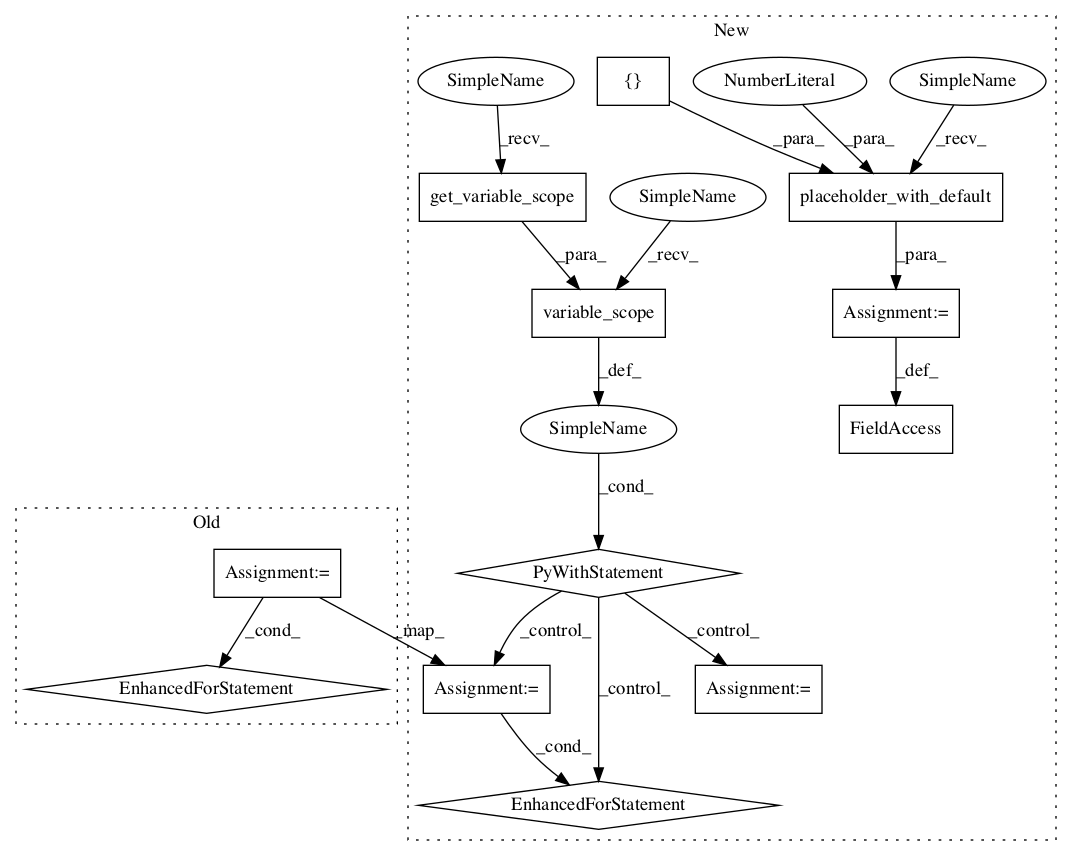 New
SimpleName
{}
NumberLiteral
SimpleName
_recv_
_para_
_para_
_recv_
get_variable_scope
SimpleName
placeholder_with_default
_para_
_recv_
_para_
variable_scope
Assignment:=
_def_
_def_
SimpleName
FieldAccess
_cond_
Old
Assignment:=
PyWithStatement
_cond_
_map_
_control_
_control_
EnhancedForStatement
Assignment:=
_control_
Assignment:=
_cond_
EnhancedForStatement